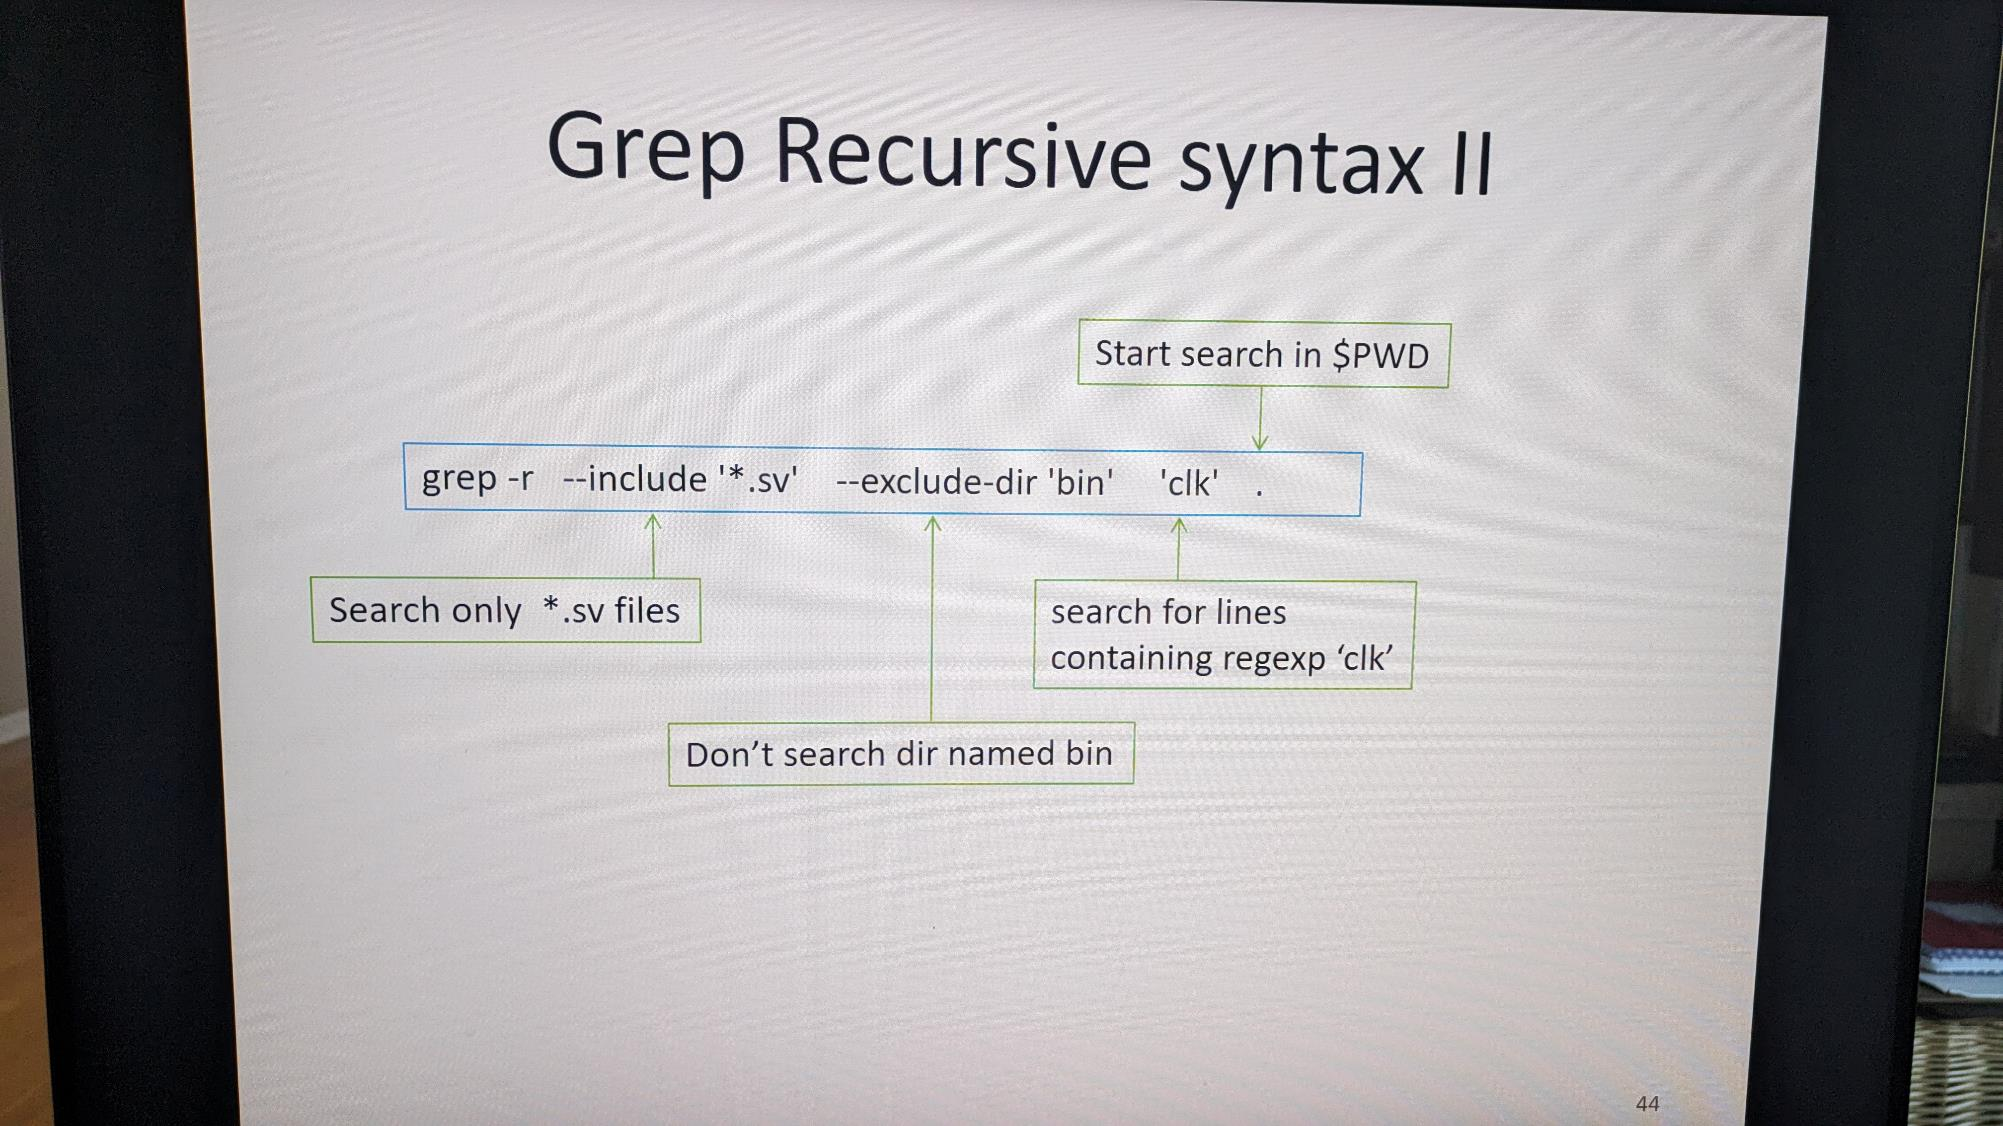 Grep Recursive syntax II
Start search in $PWD
grep -r --include '*.sv' --exclude-dir 'bin' 'clk' .
Search only *.sv files
search for lines
containing regexp ‘clk’
Don’t search dir named bin
44